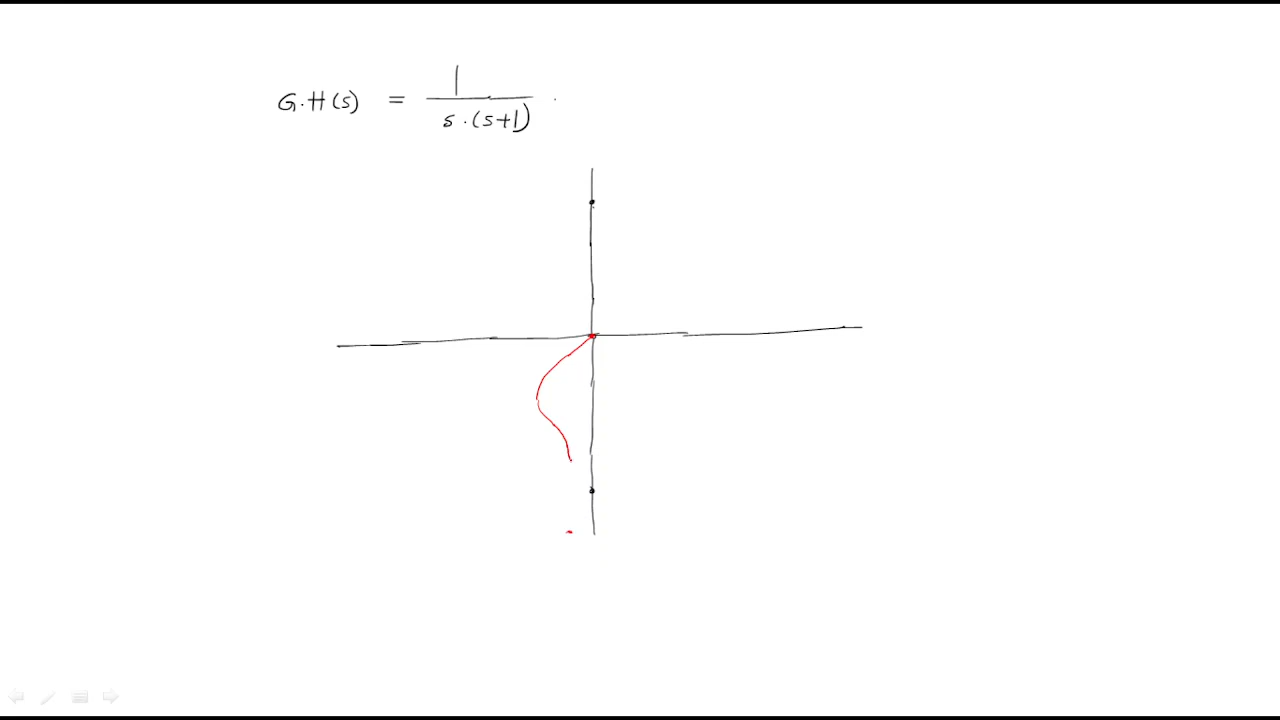 G.H(s) = 1 / s.(s+1)